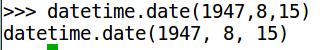 >>> datetime.date(1947,8,15)
datetime.date(1947, 8, 15)